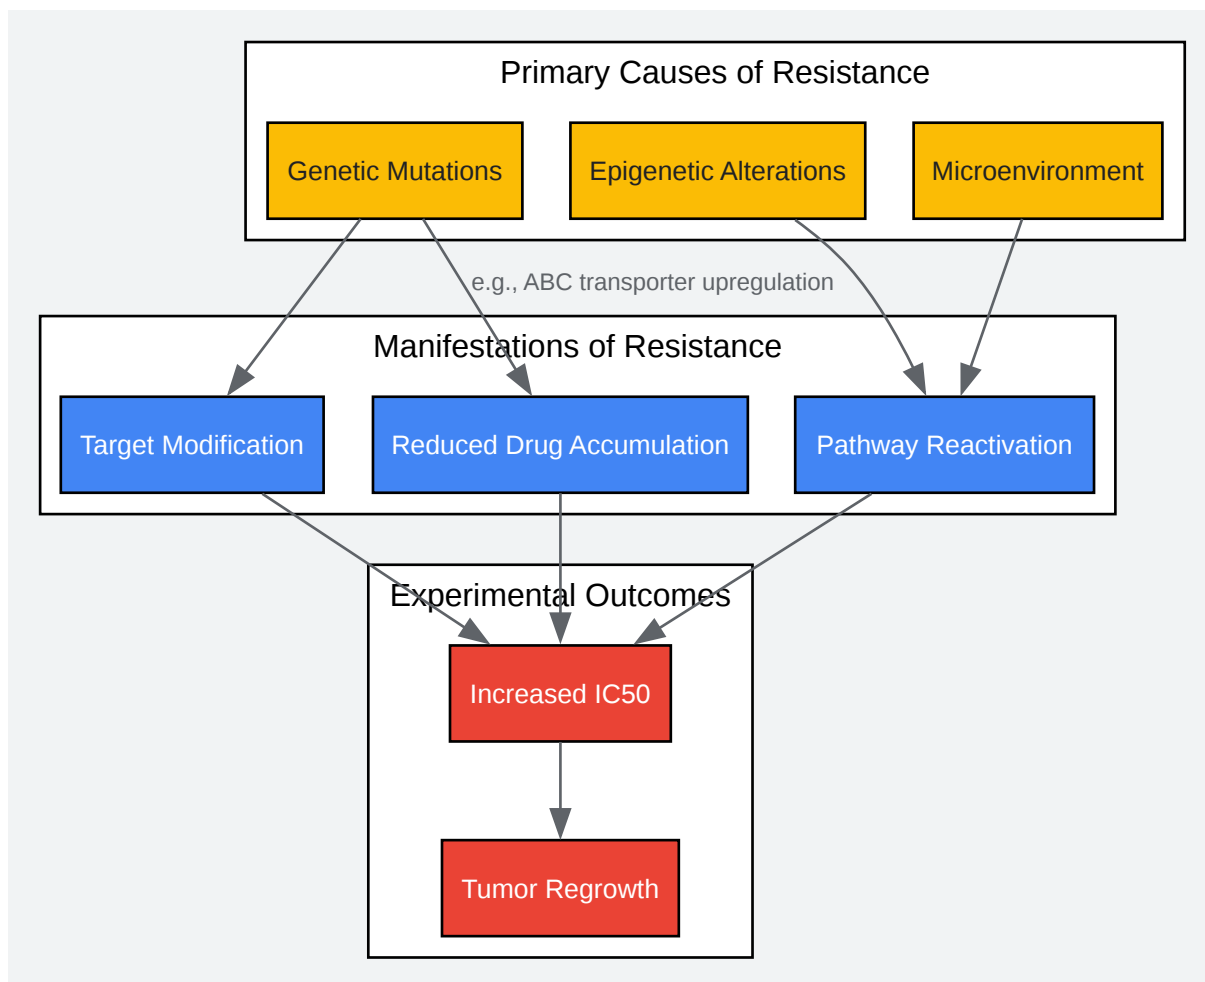 Primary Causes of Resistance
Genetic Mutations
Epigenetic Alterations
Microenvironment
e.g., ABC transporter upregulation
Manifestations of Resistance
Target Modification
Reduced Drug Accumulation
Pathway Reactivation
Experimental Outcomes
Increased IC50
Tumor Regrowth